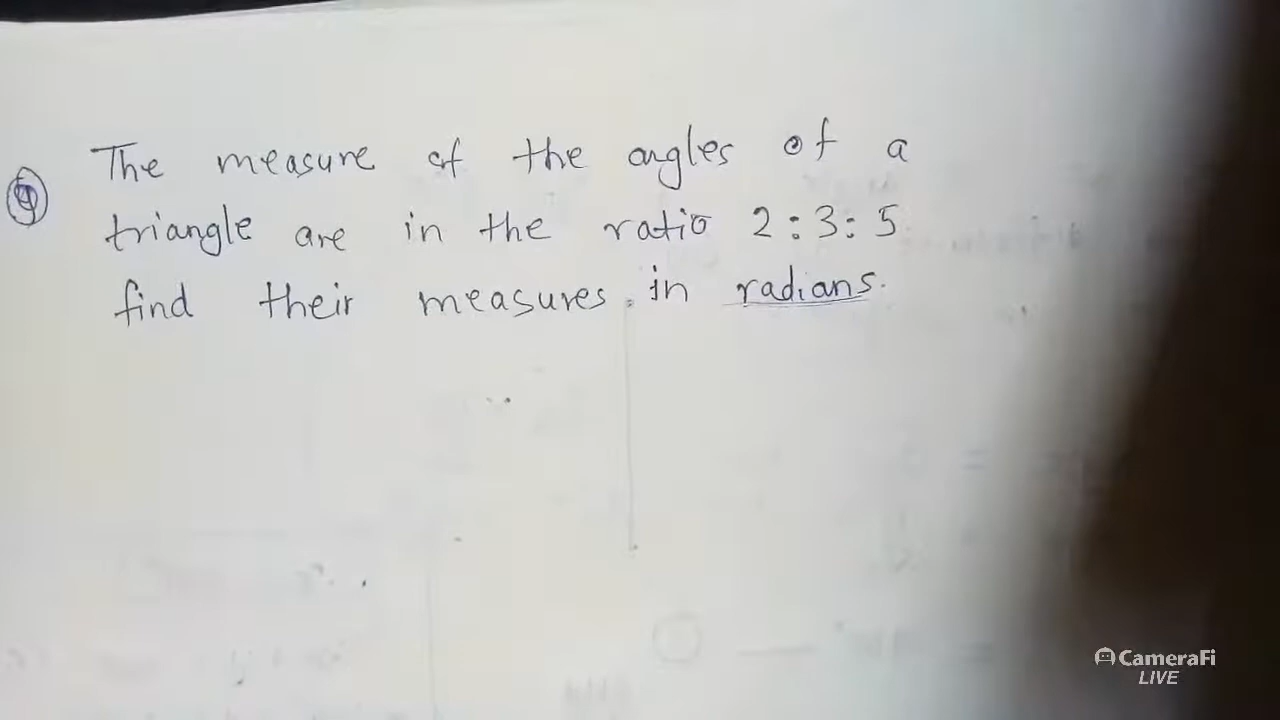 ④ The measure of the angles of a
triangle are in the ratio 2:3:5
find their measures in radians.
CameraFi
LIVE